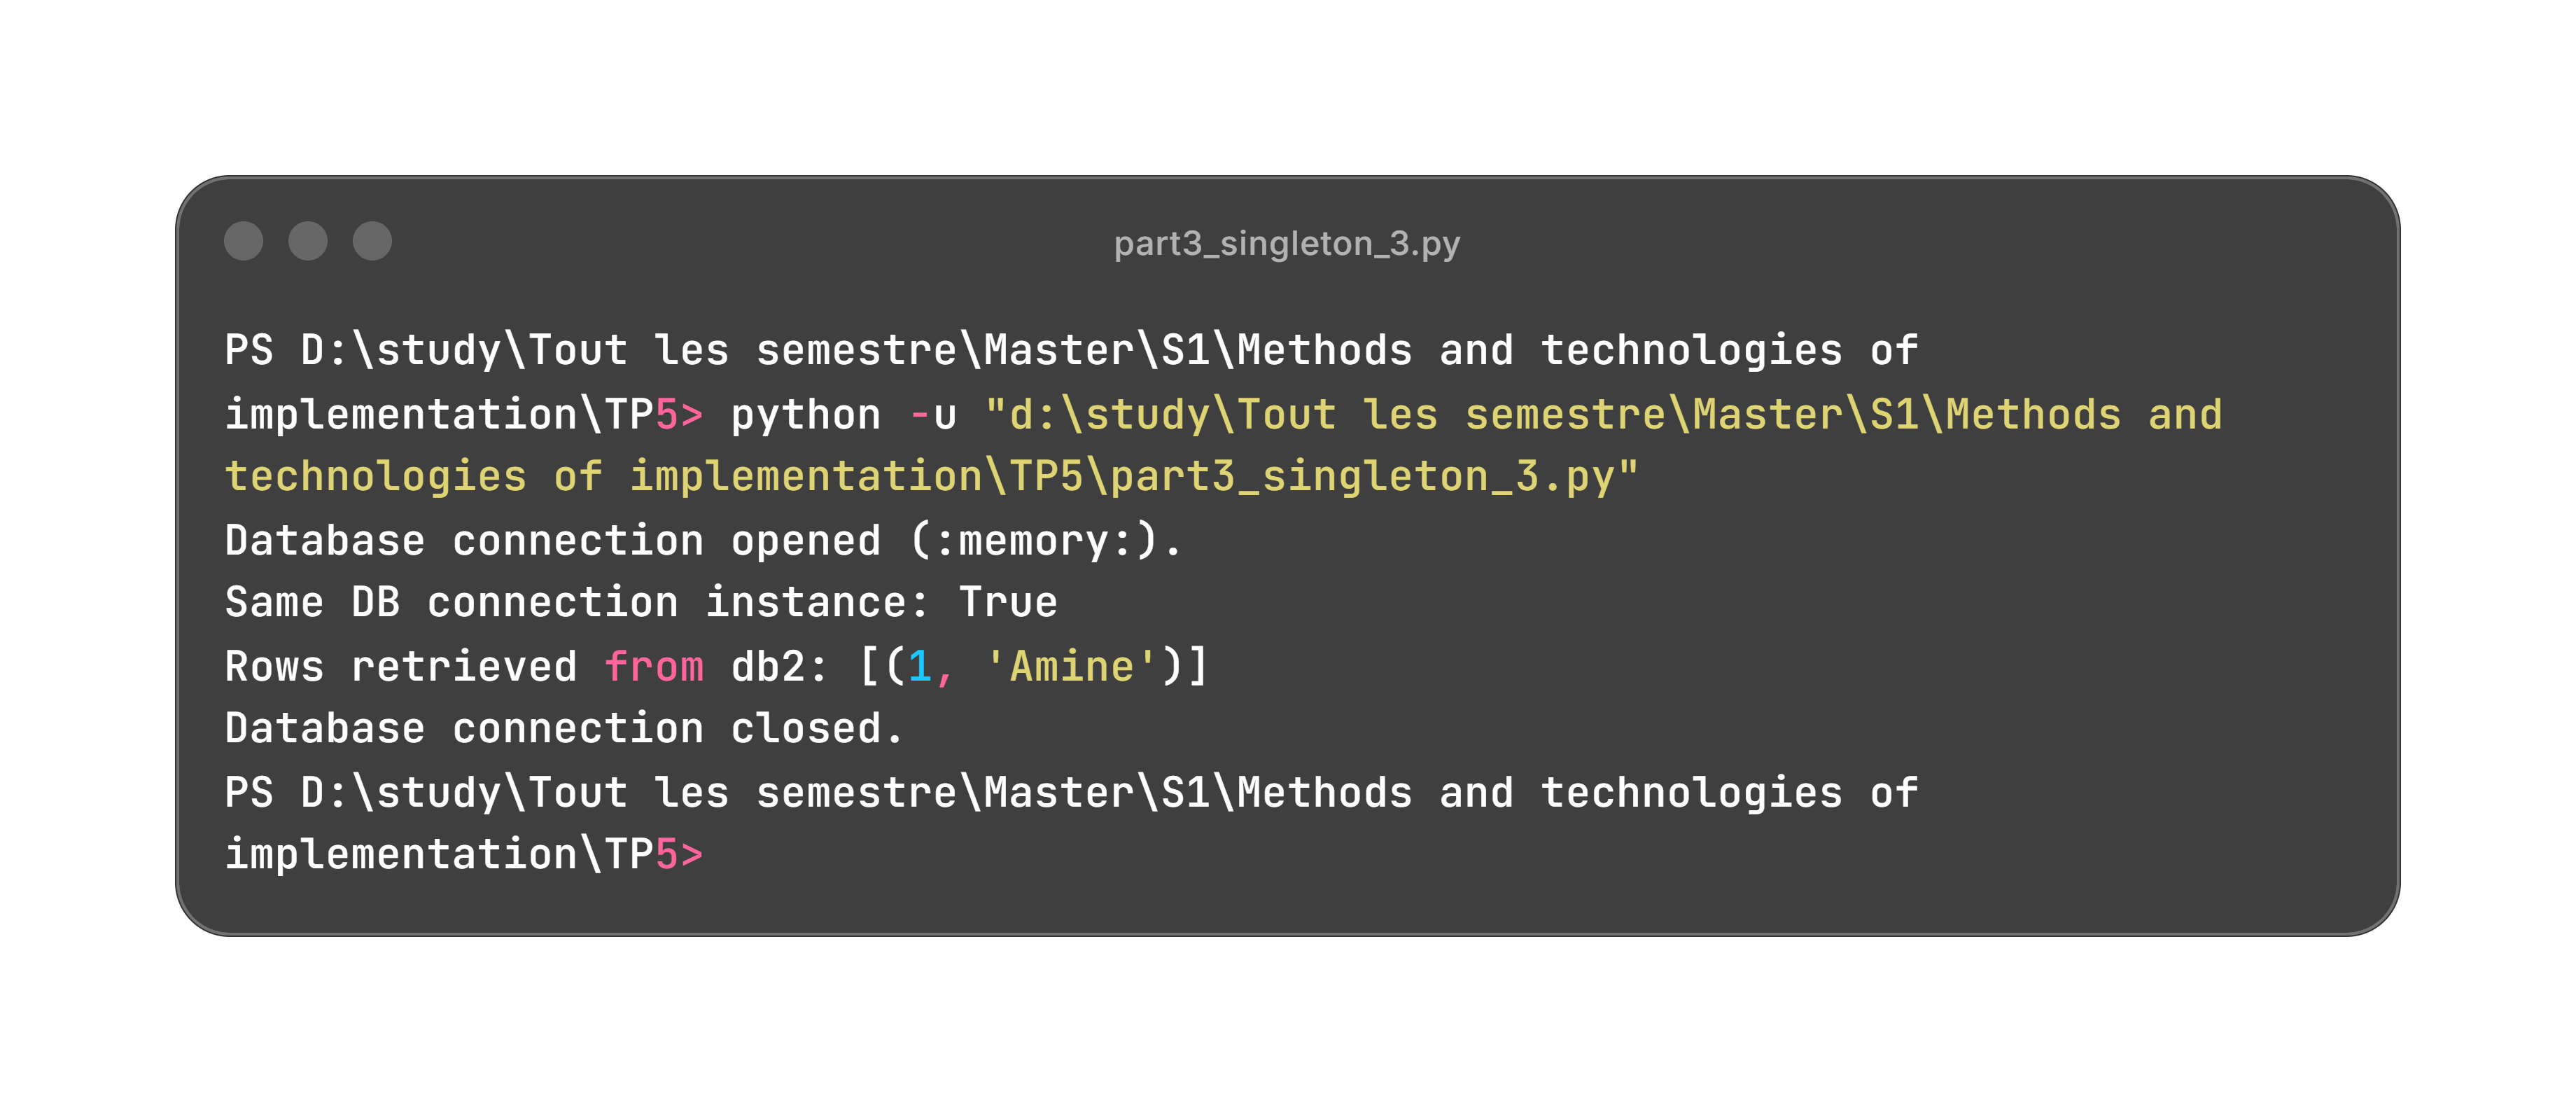 part3_singleton_3.py
PS D:\study\Tout les semestre\Master\S1\Methods and technologies of
implementation\TP5> python -u "d:\study\Tout les semestre\Master\S1\Methods and
technologies of implementation\TP5\part3_singleton_3.py"
Database connection opened (:memory:).
Same DB connection instance: True
Rows retrieved from db2: [(1, 'Amine')]
Database connection closed.
PS D:\study\Tout les semestre\Master\S1\Methods and technologies of
implementation\TP5>